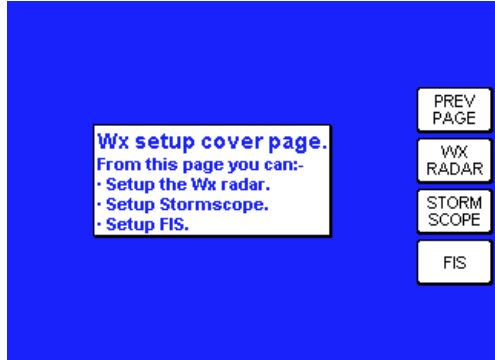 Wx setup cover page.
From this page you can:-
· Setup the Wx radar.
· Setup Stormscope.
· Setup FIS.
PREV
PAGE
WX
RADAR
STORM
SCOPE
FIS